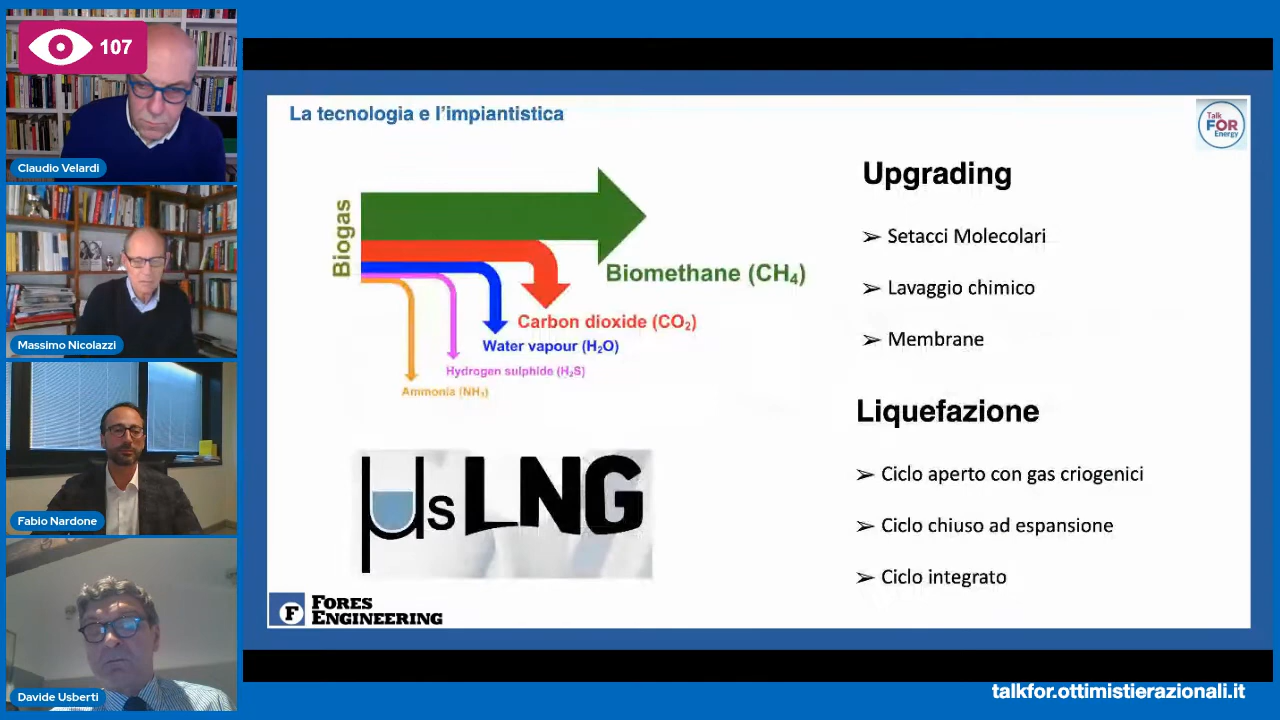 107
Claudio Velardi
Massimo Nicolazzi
Fabio Nardone
Davide Usberti
La tecnologia e l'impiantistica
Talk
FOR
Energy
Biogas
Biomethane (CH₄)
Carbon dioxide (CO₂)
Water vapour (H₂O)
Hydrogen sulphide (H₂S)
Ammonia (NH₃)
μs LNG
F FORES
ENGINEERING
Upgrading
➢ Setacci Molecolari
➢ Lavaggio chimico
➢ Membrane
Liquefazione
➢ Ciclo aperto con gas criogenici
➢ Ciclo chiuso ad espansione
➢ Ciclo integrato
talkfor.ottimistierazionali.it